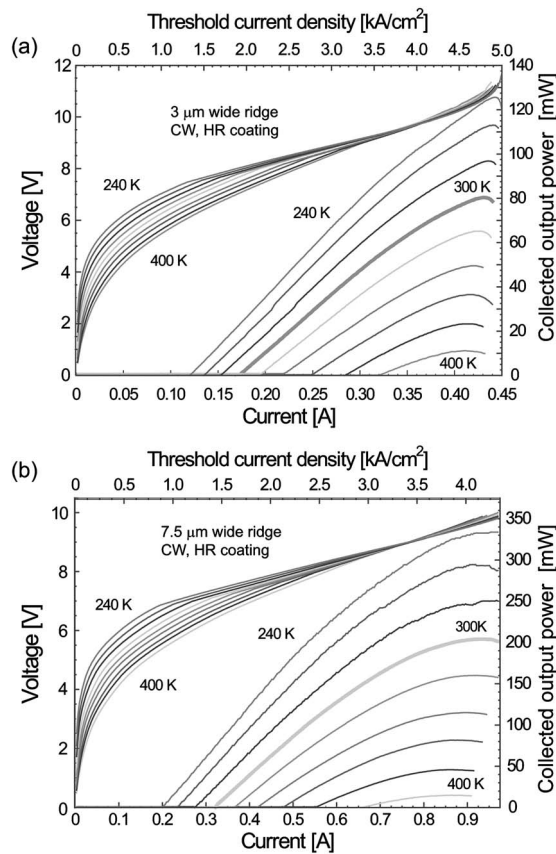 Threshold current density [kA/cm²]
(a)
0 0.5 1.0 1.5 2.0 2.5 3.0 3.5 4.0 4.5 5.0
12 10 8 6 4 2 0
Voltage [V]
3 µm wide ridge
CW, HR coating
240 K
400 K
240 K
300 K
400 K
140 120 100 80 60 40 20 0
Collected output power [mW]
0 0.05 0.10 0.15 0.20 0.25 0.30 0.35 0.40 0.45
Current [A]
Threshold current density [kA/cm²]
(b)
0 0.5 1.0 1.5 2.0 2.5 3.0 3.5 4.0
10 8 6 4 2 0
Voltage [V]
7.5 µm wide ridge
CW, HR coating
240 K
400 K
240 K
300K
400 K
350 300 250 200 150 100 50 0
Collected output power [mW]
0 0.1 0.2 0.3 0.4 0.5 0.6 0.7 0.8 0.9
Current [A]